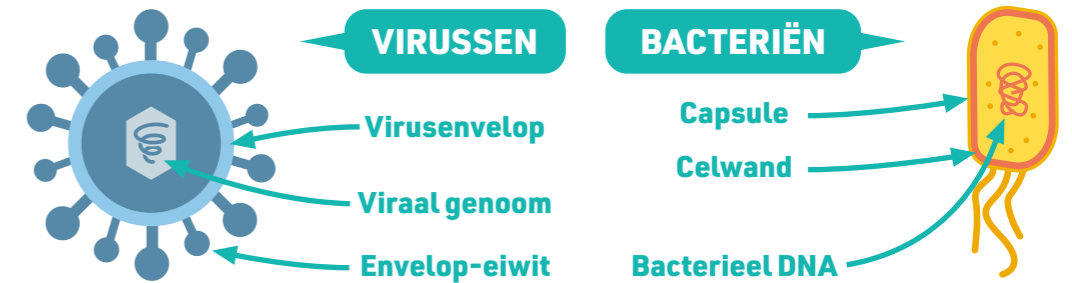 VIRUSSEN
Virusenvelop
Viraal genoom
Envelop-eiwit
BACTERIËN
Capsule
Celwand
Bacterieel DNA